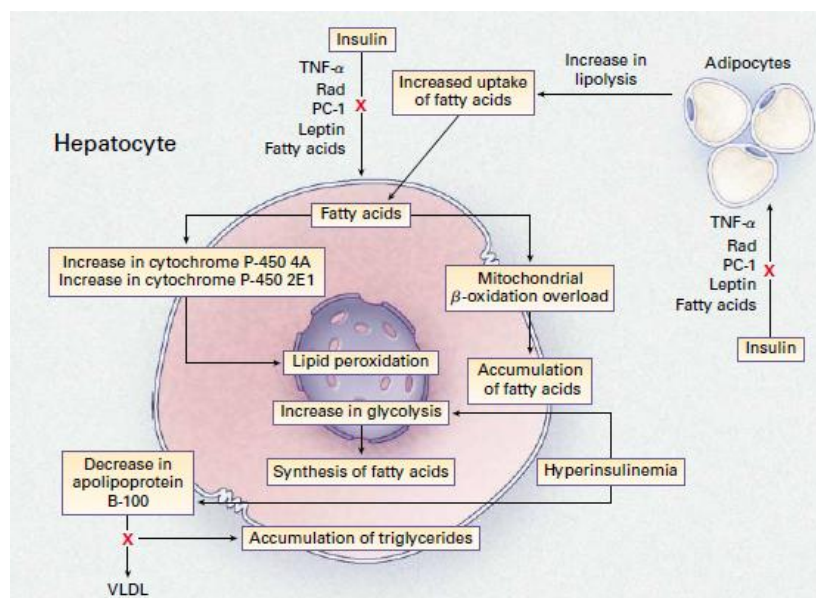 Insulin
TNF-α
Rad
PC-1
X
Leptin
Fatty acids
Increased uptake
of fatty acids
Increase in
lipolysis
Adipocytes
Hepatocyte
TNF-α
Rad
PC-1
X
Leptin
Fatty acids
Insulin
Fatty acids
Increase in cytochrome P-450 4A
Increase in cytochrome P-450 2E1
Mitochondrial
β-oxidation overload
Lipid peroxidation
Accumulation
of fatty acids
Increase in glycolysis
Synthesis of fatty acids
Hyperinsulinemia
Decrease in
apolipoprotein
B-100
X
Accumulation of triglycerides
VLDL